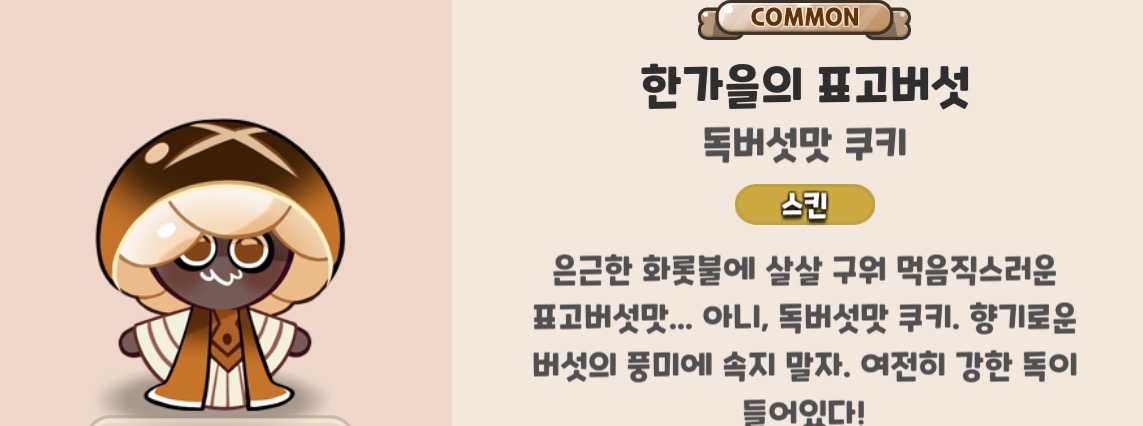 COMMON
한가을의 표고버섯
독버섯맛 쿠키
스킨
은근한 화롯불에 살살 구워 먹음직스러운
표고버섯맛... 아니, 독버섯맛 쿠키. 향기로운
버섯의 풍미에 속지 말자. 여전히 강한 독이
들어있다!